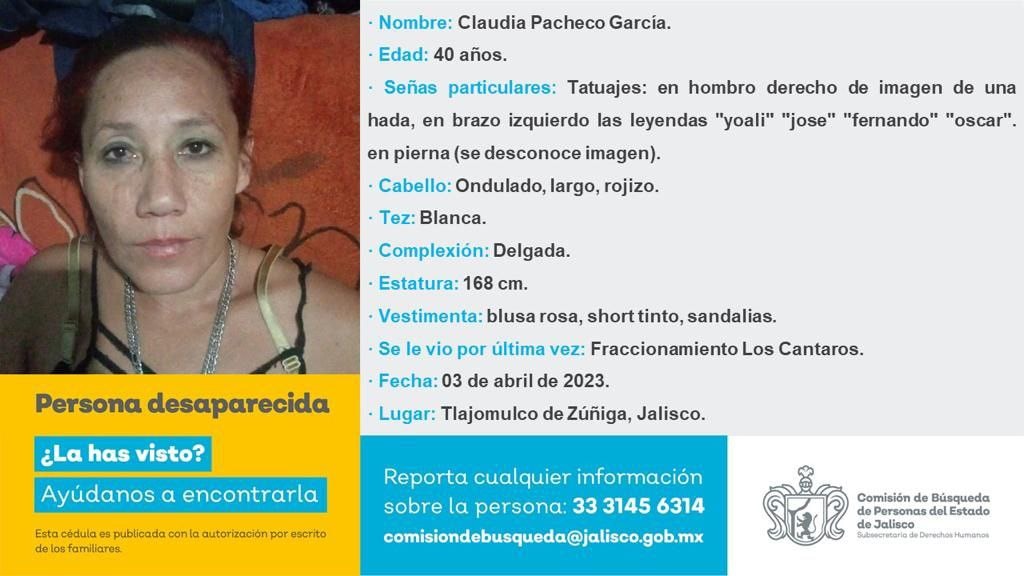 · Nombre: Claudia Pacheco García.
· Edad: 40 años.
· Señas particulares: Tatuajes: en hombro derecho de imagen de una
hada, en brazo izquierdo las leyendas "yoali" "jose" "fernando" "oscar".
en pierna (se desconoce imagen).
· Cabello: Ondulado, largo, rojizo.
· Tez: Blanca.
· Complexión: Delgada.
· Estatura: 168 cm.
· Vestimenta: blusa rosa, short tinto, sandalias.
· Se le vio por última vez: Fraccionamiento Los Cantaros.
· Fecha: 03 de abril de 2023.
· Lugar: Tlajomulco de Zúñiga, Jalisco.
Persona desaparecida
¿La has visto?
Ayúdanos a encontrarla
Esta cédula es publicada con la autorización por escrito
de los familiares.
Reporta cualquier información
sobre la persona: 33 3145 6314
comisiondebusqueda@jalisco.gob.mx
Comisión de Búsqueda
de Personas del Estado
de Jalisco
Subsecretaría de Derechos Humanos